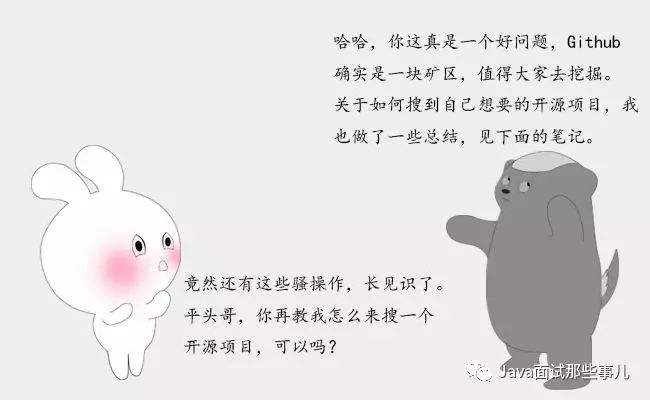 哈哈，你这真是一个好问题，Github
确实是一块矿区，值得大家去挖掘。
关于如何搜到自己想要的开源项目，我
也做了一些总结，见下面的笔记。
竟然还有这些骚操作，长见识了。
平头哥，你再教我怎么来搜一个
开源项目，可以吗？
Java面试那些事儿